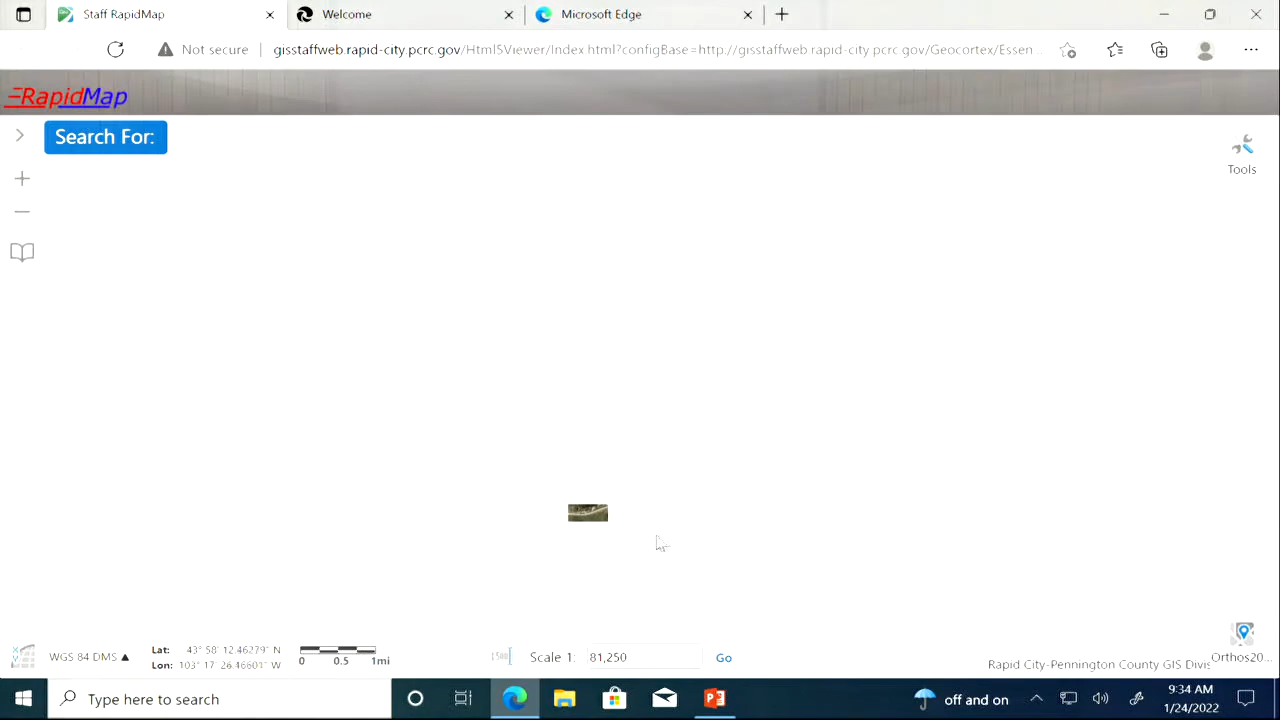 Staff RapidMap
Welcome
Microsoft Edge
Not secure
gisstaffweb.rapid-city.pcrc.gov/Html5Viewer/Index html?configBase=http://gisstaffweb.rapid-city.pcrc.gov/Geocortex/Essen...
RapidMap
Search For:
Tools
WGS 84 DMS
Lat: 43° 58' 12.46279" N
Lon: 103° 17' 26.46601" W
0 0.5 1mi
Scale 1: 81,250 Go
Rapid City-Pennington County GIS Divis
Orthos20...
Type here to search
off and on
9:34 AM
1/24/2022